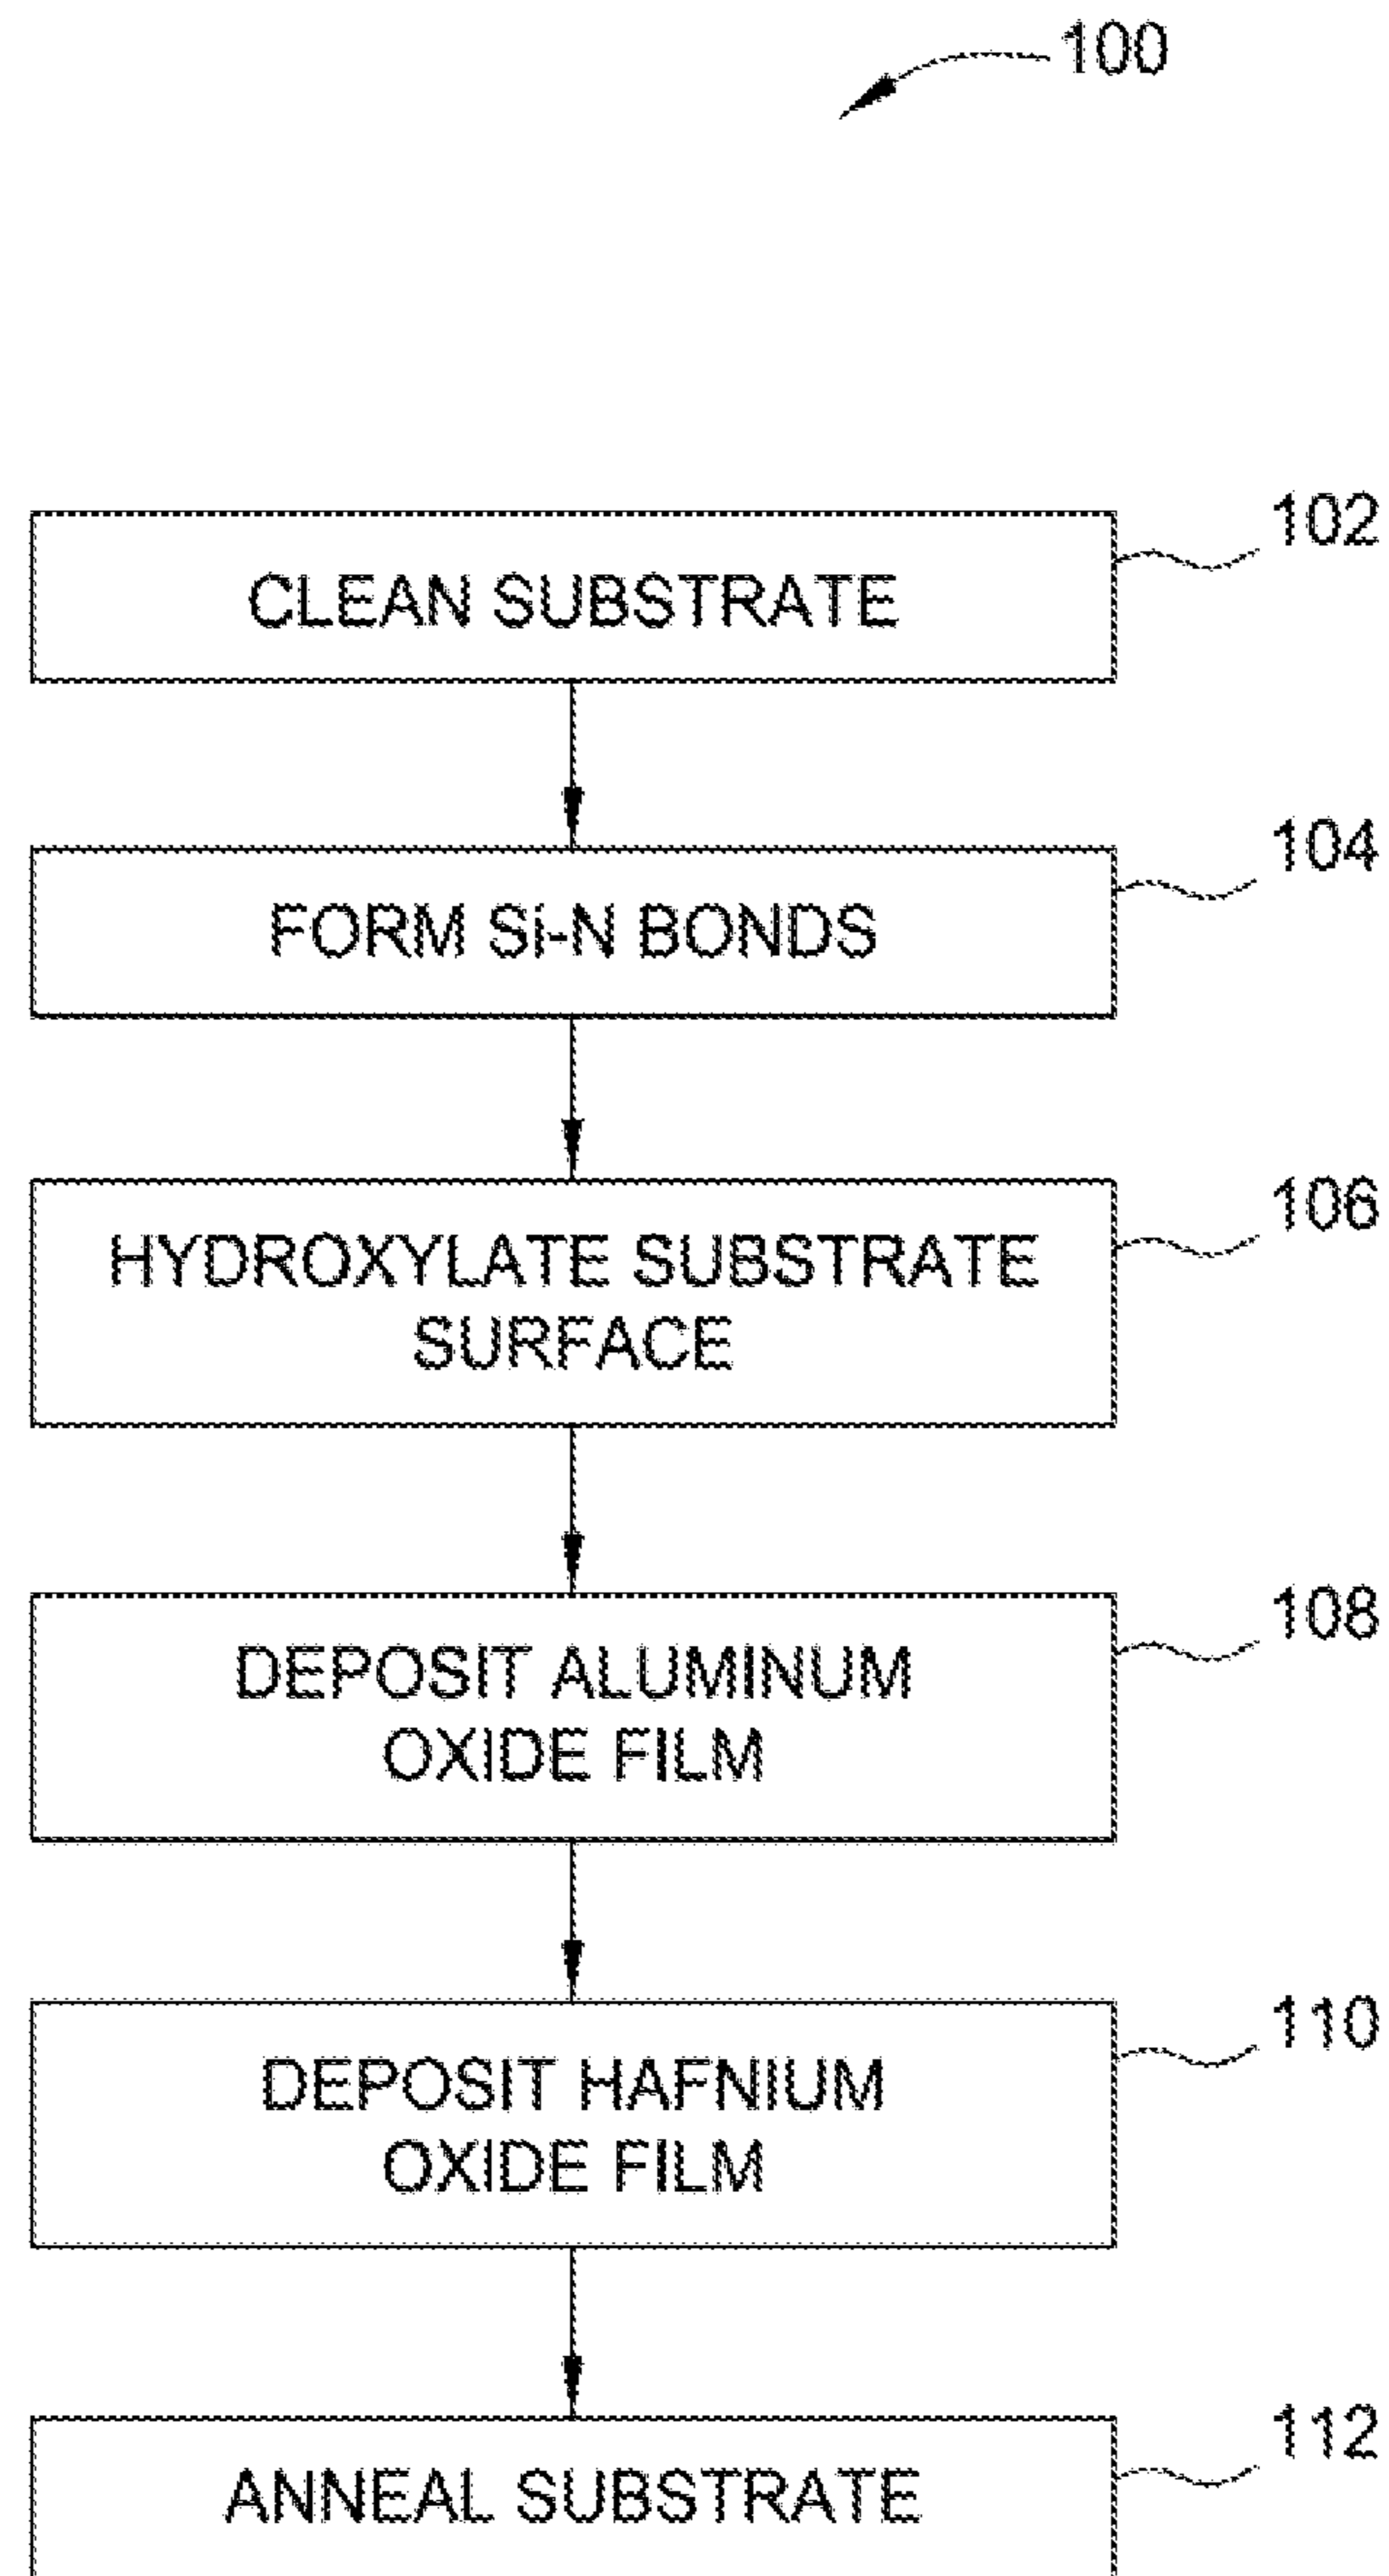 100
CLEAN SUBSTRATE
102
FORM Si-N BONDS
104
HYDROXYLATE SUBSTRATE
SURFACE
106
DEPOSIT ALUMINUM
OXIDE FILM
108
DEPOSIT HAFNIUM
OXIDE FILM
110
ANNEAL SUBSTRATE
112